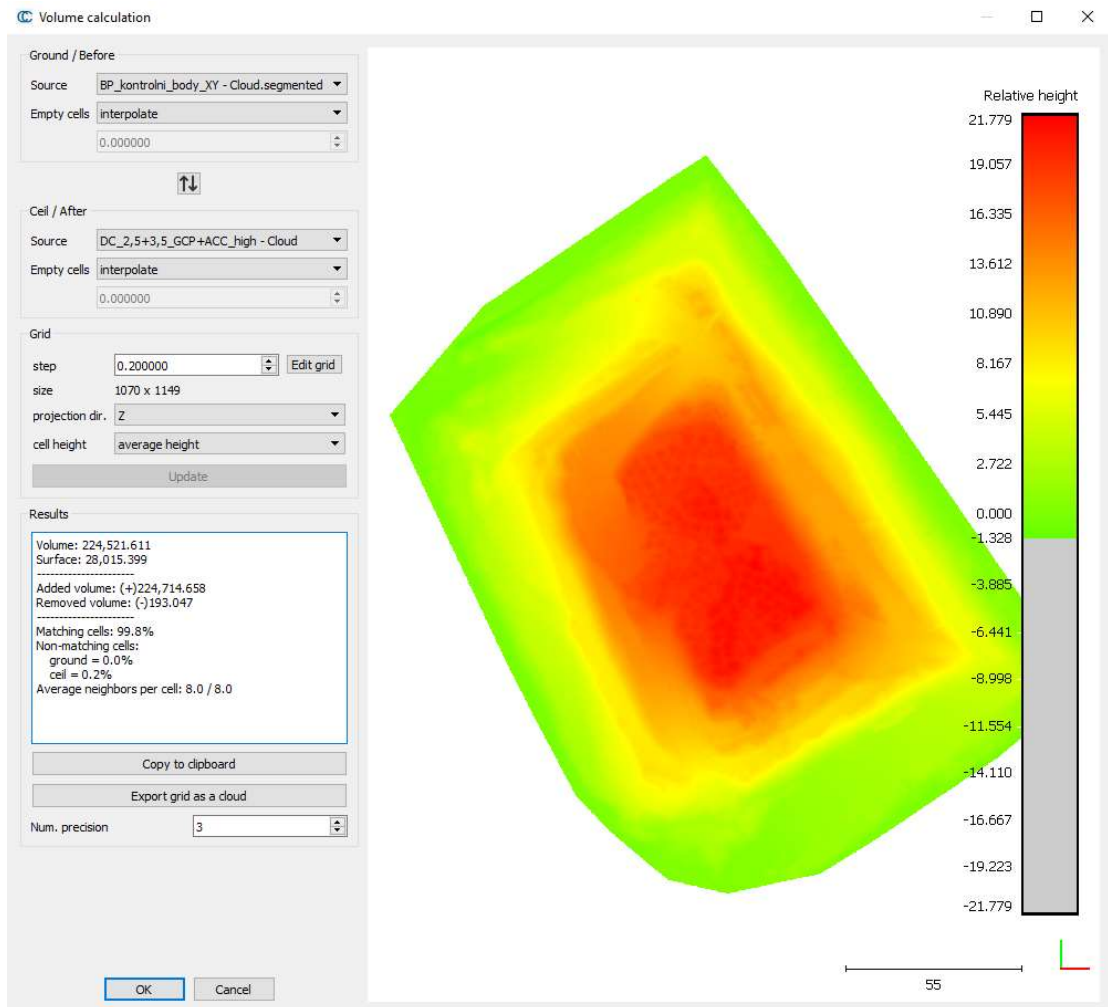 Volume calculation
Ground / Before
Source BP_kontrolni_body_XY - Cloud.segmented
Empty cells interpolate
0.000000
Ceil / After
Source DC_2,5+3,5_GCP+ACC_high - Cloud
Empty cells interpolate
0.000000
Grid
step 0.200000 Edit grid
size 1070 x 1149
projection dir. Z
cell height average height
Update
Results
Volume: 224,521.611
Surface: 28,015.399
----------------------
Added volume: (+)224,714.658
Removed volume: (-)193.047
----------------------
Matching cells: 99.8%
Non-matching cells:
ground = 0.0%
ceil = 0.2%
Average neighbors per cell: 8.0 / 8.0
Copy to clipboard
Export grid as a cloud
Num. precision 3
OK Cancel
Relative height
21.779
19.057
16.335
13.612
10.890
8.167
5.445
2.722
0.000
-1.328
-3.885
-6.441
-8.998
-11.554
-14.110
-16.667
-19.223
-21.779
55